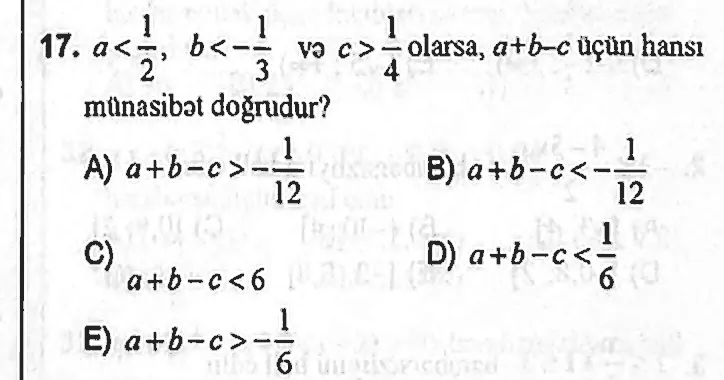 17. a < 1/2, b < -1/3 və c > 1/4 olarsa, a+b–c üçün hansı
münasibət doğrudur?
A) a + b – c > – 1/12 B) a + b – c < – 1/12
C) a + b – c < 6 D) a + b – c < 1/6
E) a + b – c > – 1/6